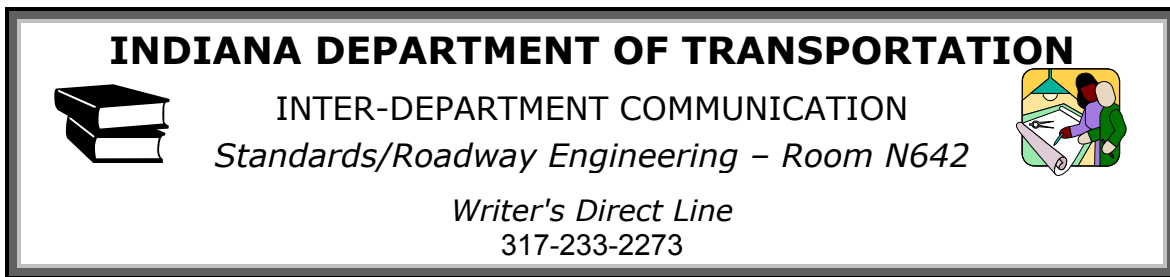 INDIANA DEPARTMENT OF TRANSPORTATION
INTER-DEPARTMENT COMMUNICATION
Standards/Roadway Engineering – Room N642
Writer's Direct Line
317-233-2273